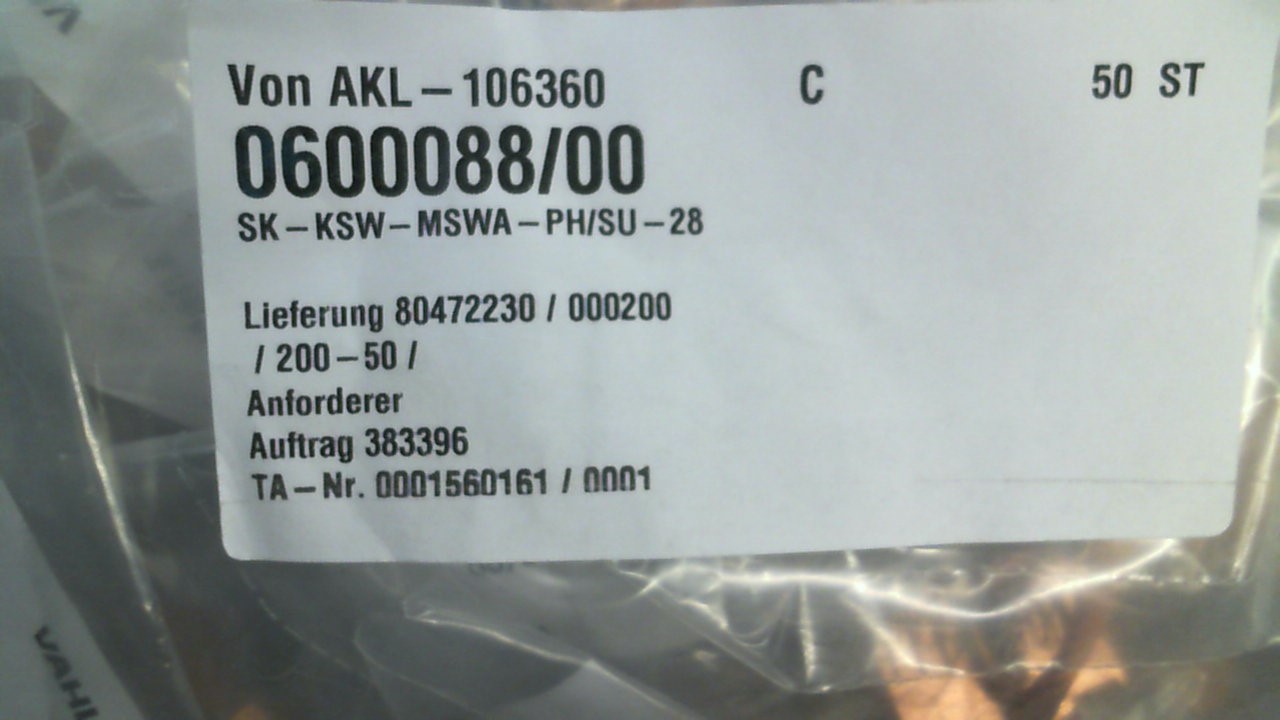 Von AKL – 106360 C 50 ST
0600088/00
SK – KSW – MSWA – PH/SU – 28
Lieferung 80472230 / 000200
/ 200 – 50 /
Anforderer
Auftrag 383396
TA – Nr. 0001560161 / 0001